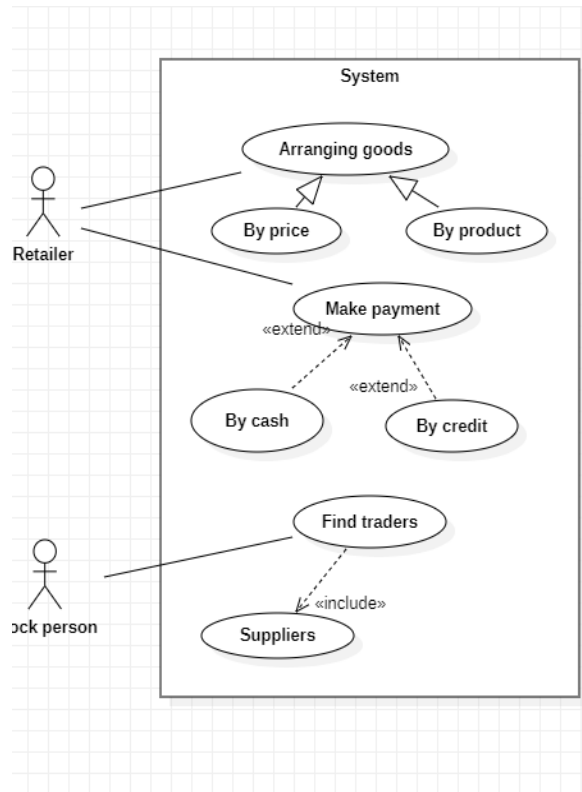 System
Arranging goods
By price
By product
Retailer
Make payment
«extend»
«extend»
By cash
By credit
Find traders
«include»
ock person
Suppliers